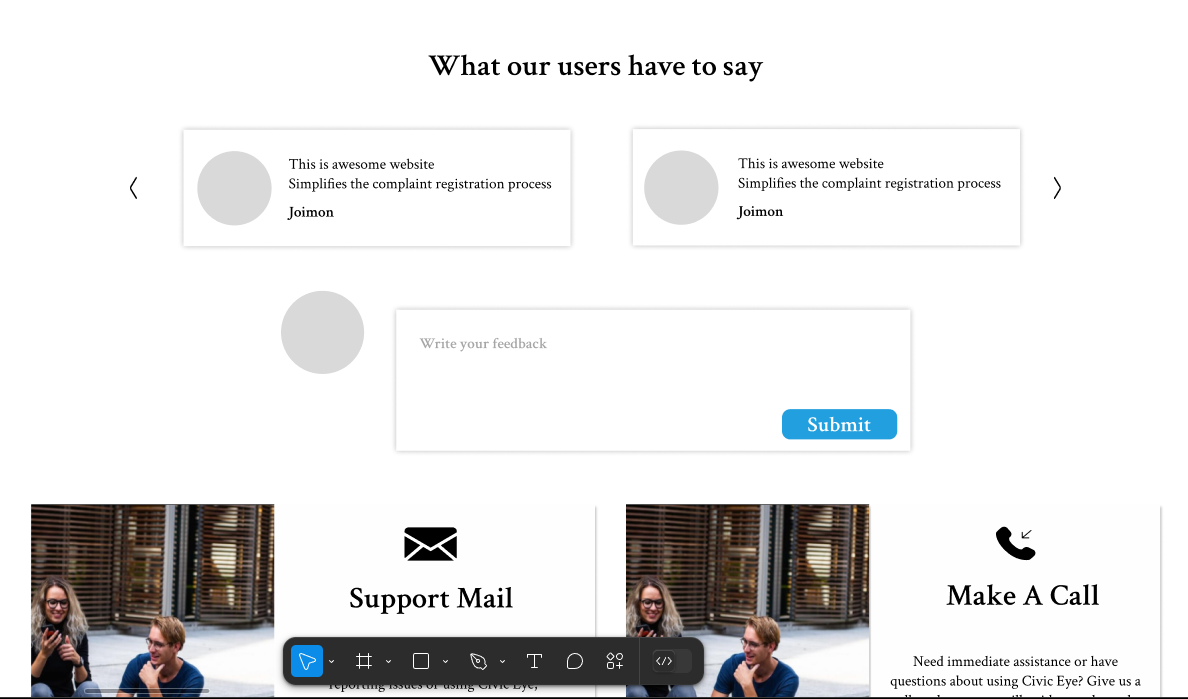 What our users have to say
This is awesome website
Simplifies the complaint registration process
Joimon
This is awesome website
Simplifies the complaint registration process
Joimon
Write your feedback
Submit
Support Mail
reporting issues or using Civic Eye,
Make A Call
Need immediate assistance or have
questions about using Civic Eye? Give us a